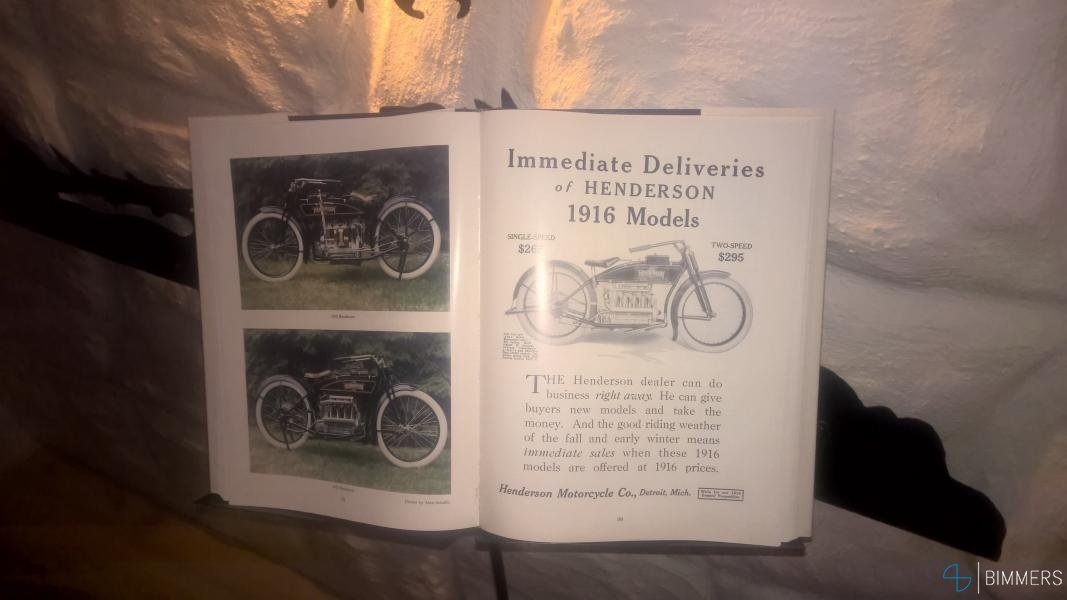 Immediate Deliveries
of HENDERSON
1916 Models
SINGLE-SPEED
TWO-SPEED
$295
HENDERSON
THE Henderson dealer can do
business right away. He can give
buyers new models and take the
money. And the good riding weather
of the fall and early winter means
immediate sales when these 1916
models are offered at 1916 prices.
Henderson Motorcycle Co., Detroit, Mich.
BIMMERS